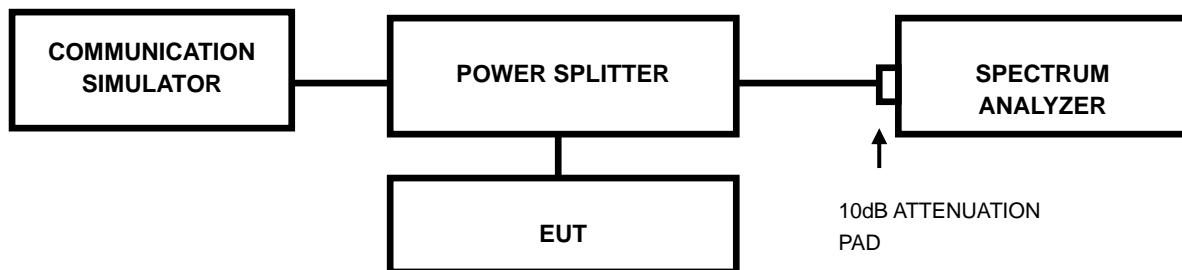 COMMUNICATION
SIMULATOR
POWER SPLITTER
SPECTRUM
ANALYZER
EUT
10dB ATTENUATION
PAD